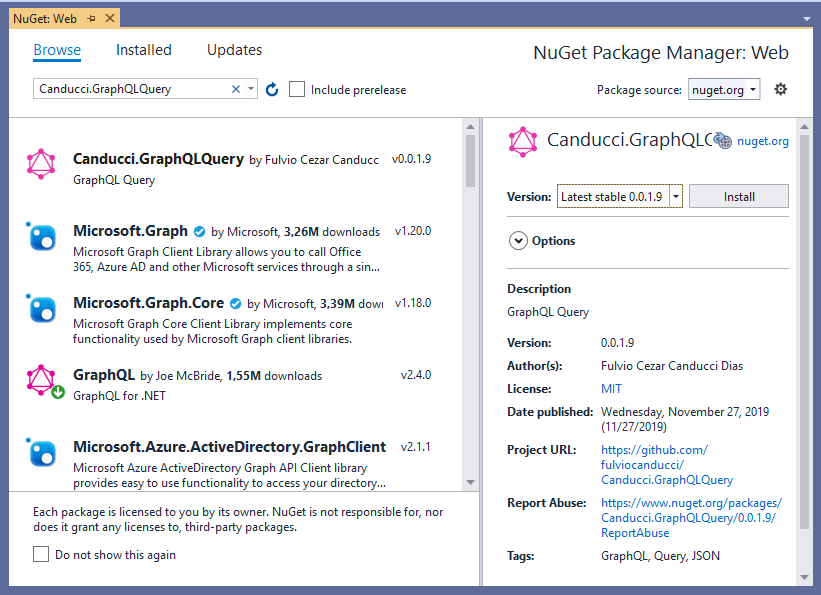 NuGet: Web
Browse Installed Updates
NuGet Package Manager: Web
Canducci.GraphQLQuery
Include prerelease
Package source: nuget.org
Canducci.GraphQLQuery by Fulvio Cezar Canducc v0.0.1.9
GraphQL Query
Microsoft.Graph by Microsoft, 3,26M downloads v1.20.0
Microsoft Graph Client Library allows you to call Office
365, Azure AD and other Microsoft services through a sin...
Microsoft.Graph.Core by Microsoft, 3,39M dow v1.18.0
Microsoft Graph Core Client Library implements core
functionality used by Microsoft Graph client libraries.
GraphQL by Joe McBride, 1,55M downloads v2.4.0
GraphQL for .NET
Microsoft.Azure.ActiveDirectory.GraphClient v2.1.1
Microsoft Azure ActiveDirectory Graph API Client library
provides easy to use functionality to access your directory...
Each package is licensed to you by its owner. NuGet is not responsible for, nor
does it grant any licenses to, third-party packages.
Do not show this again
Canducci.GraphQL nuget.org
Version: Latest stable 0.0.1.9 Install
Options
Description
GraphQL Query
Version: 0.0.1.9
Author(s): Fulvio Cezar Canducci Dias
License: MIT
Date published: Wednesday, November 27, 2019
(11/27/2019)
Project URL: https://github.com/
fulviocanducci/
Canducci.GraphQLQuery
Report Abuse: https://www.nuget.org/packages/
Canducci.GraphQLQuery/0.0.1.9/
ReportAbuse
Tags: GraphQL, Query, JSON